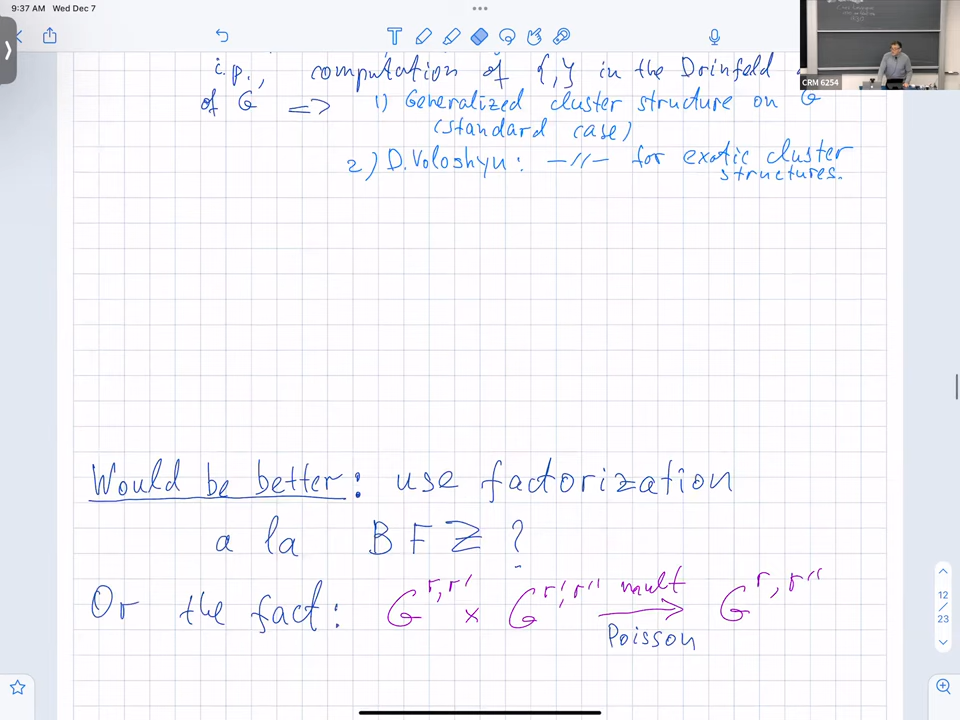 9:37 AM Wed Dec 7
CRM 6254
i.p., computation of {,} in the Drinfeld
of G <=> 1) Generalized cluster structure on G
(standard case)
2) D. Voloshyn: —//— for exotic cluster
structures.
Would be better: use factorization
a la BFZ?
Or the fact: G^{r,r'} × G^{r',r''} mult → Poisson G^{r,r''}
12
/
23